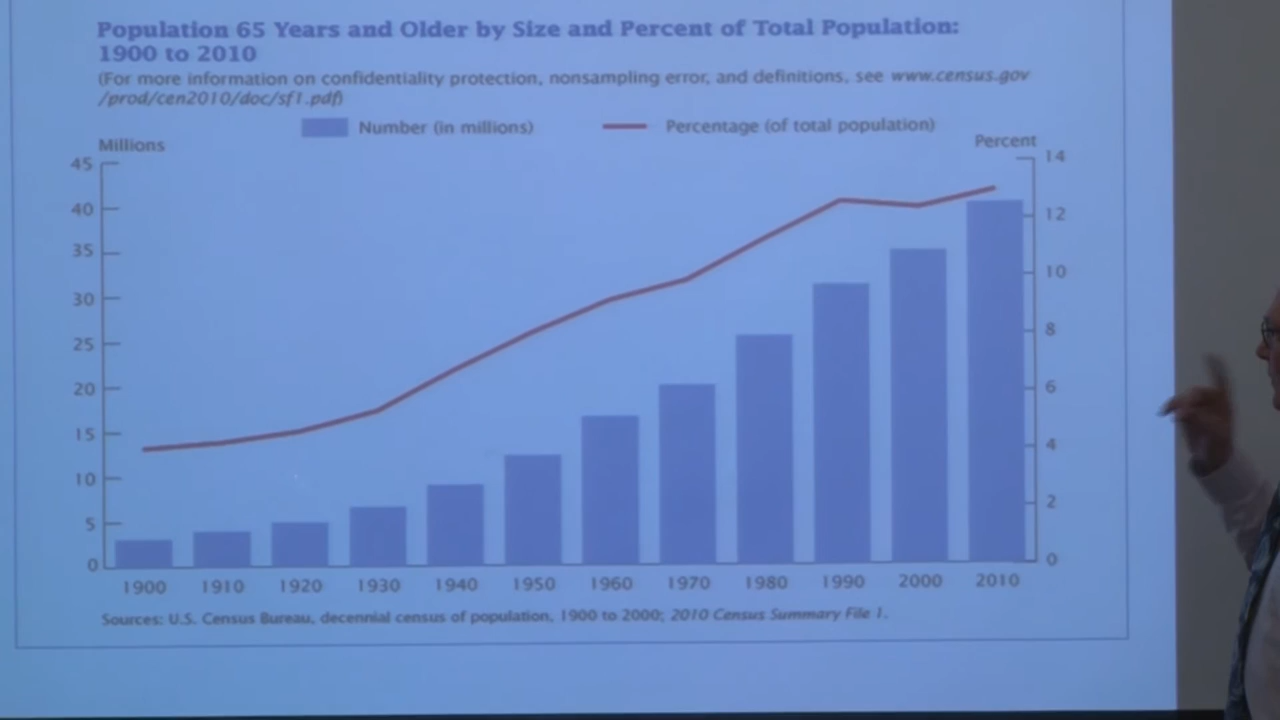 Population 65 Years and Older by Size and Percent of Total Population:
1900 to 2010
(For more information on confidentiality protection, nonsampling error, and definitions, see www.census.gov
/prod/cen2010/doc/sf1.pdf)
Number (in millions) Percentage (of total population)
Millions Percent
45 14
40 12
35
30 10
25 8
20 6
15 4
10 2
5
0 0
1900 1910 1920 1930 1940 1950 1960 1970 1980 1990 2000 2010
Sources: U.S. Census Bureau, decennial census of population, 1900 to 2000; 2010 Census Summary File 1.